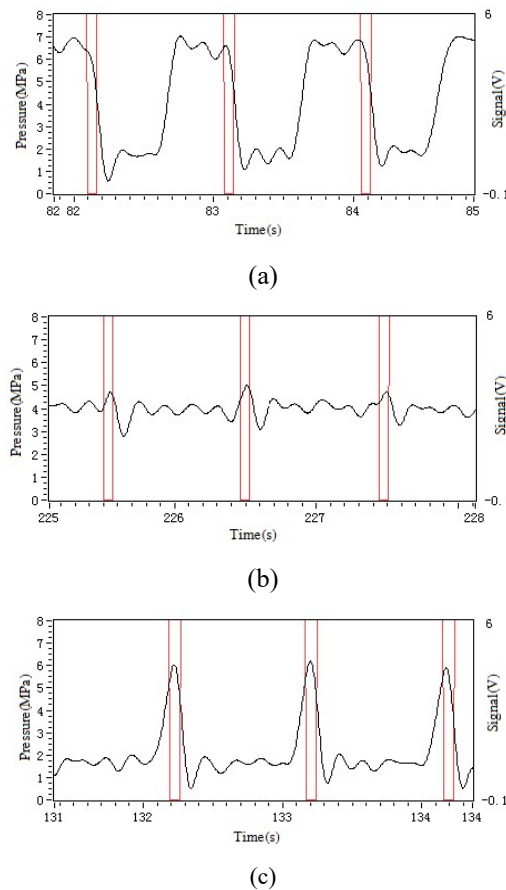 8
7
6
5
4
3
2
1
0
Pressure(MPa)
6
-0.1
Signal(V)
82 82 83 84 85
Time(s)
(a)
8
7
6
5
4
3
2
1
0
Pressure(MPa)
6
-0.
Signal(V)
225 226 227 228
Time(s)
(b)
8
7
6
5
4
3
2
1
0
Pressure(MPa)
6
-0.1
Signal(V)
131 132 133 134 134
Time(s)
(c)